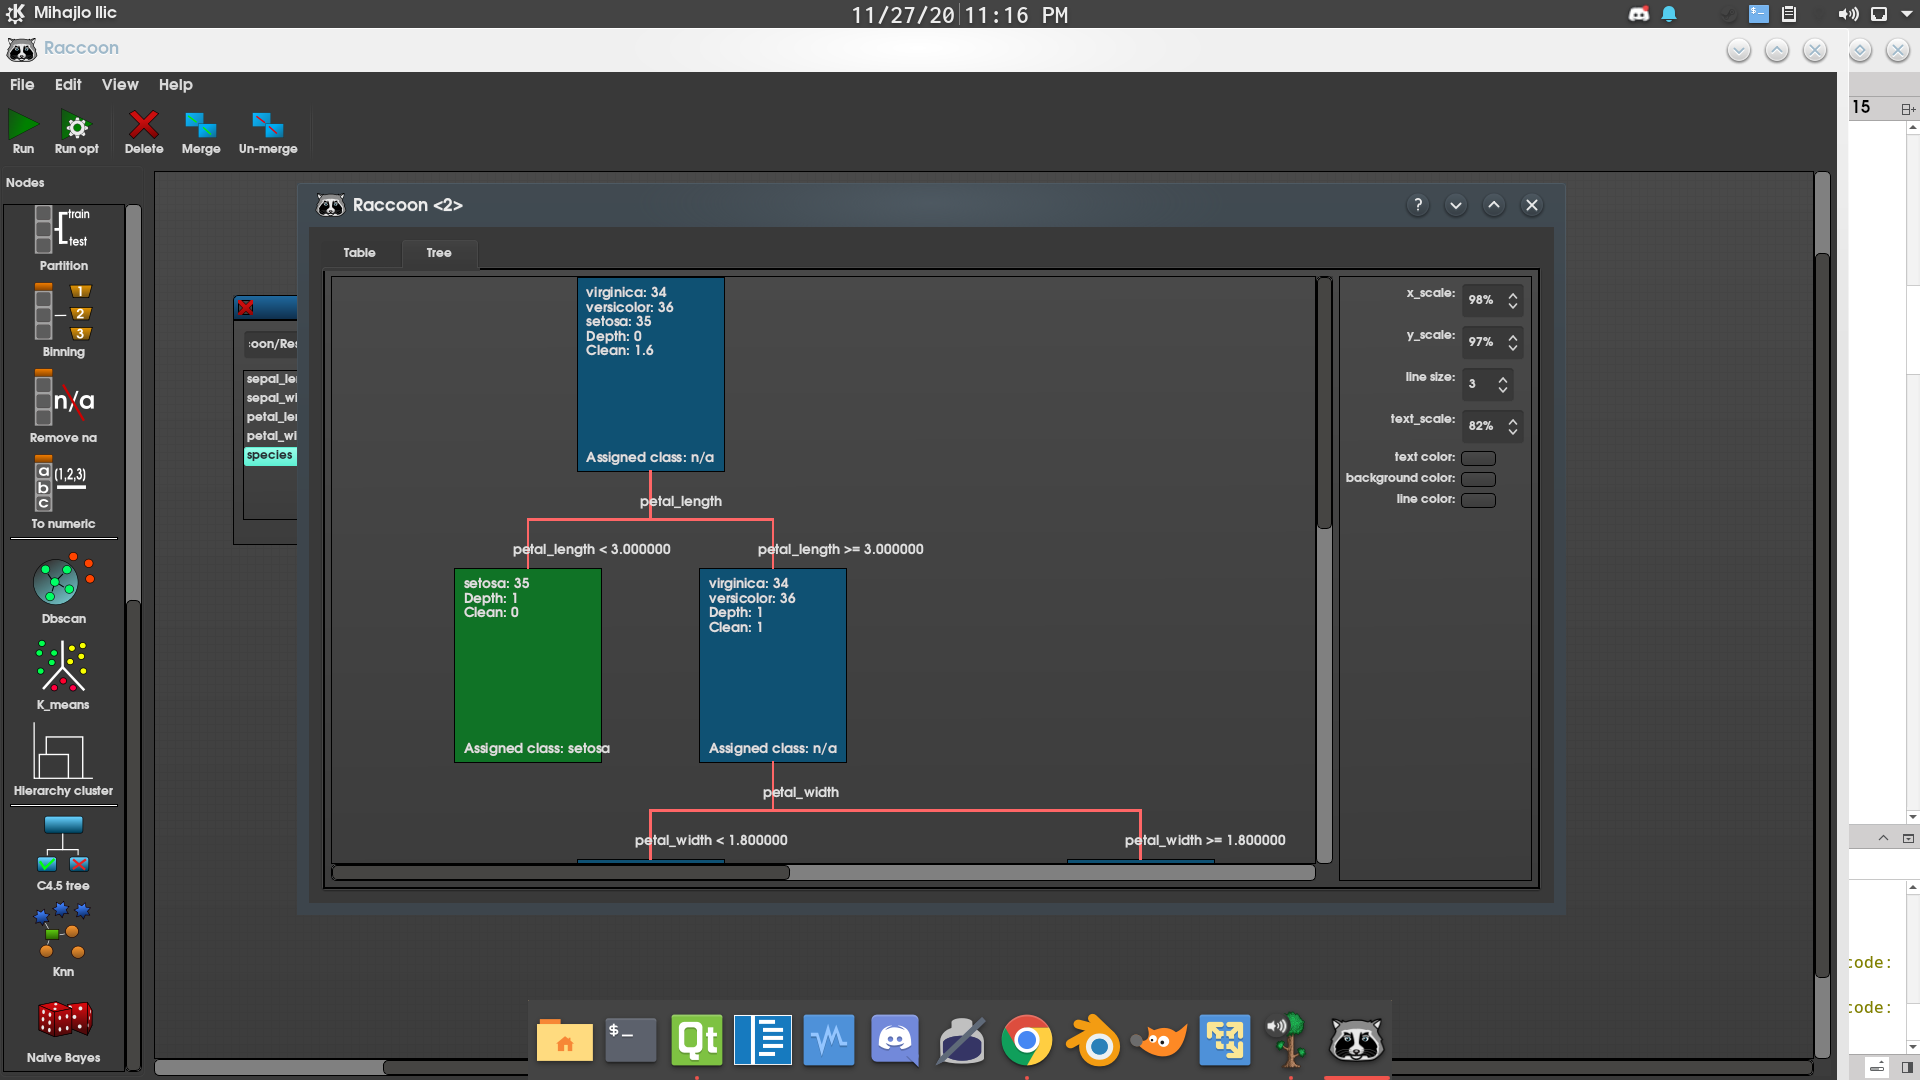 Mihajlo Ilic
11/27/20 11:16 PM
Raccoon
File Edit View Help
Run
Run opt
Delete
Merge
Un-merge
15
Nodes
train
test
Partition
1
2
3
Binning
n/a
Remove na
a
b
c
(1,2,3)
To numeric
Dbscan
K_means
Hierarchy cluster
C4.5 tree
Knn
Naive Bayes
:oon/Res
sepal_le
sepal_wi
petal_le
petal_wi
species
Raccoon <2>
?
Table
Tree
virginica: 34
versicolor: 36
setosa: 35
Depth: 0
Clean: 1.6
Assigned class: n/a
petal_length
petal_length < 3.000000
petal_length >= 3.000000
setosa: 35
Depth: 1
Clean: 0
Assigned class: setosa
virginica: 34
versicolor: 36
Depth: 1
Clean: 1
Assigned class: n/a
petal_width
petal_width < 1.800000
petal_width >= 1.800000
x_scale: 98%
y_scale: 97%
line size: 3
text_scale: 82%
text color:
background color:
line color:
code:
code:
$_
Qt